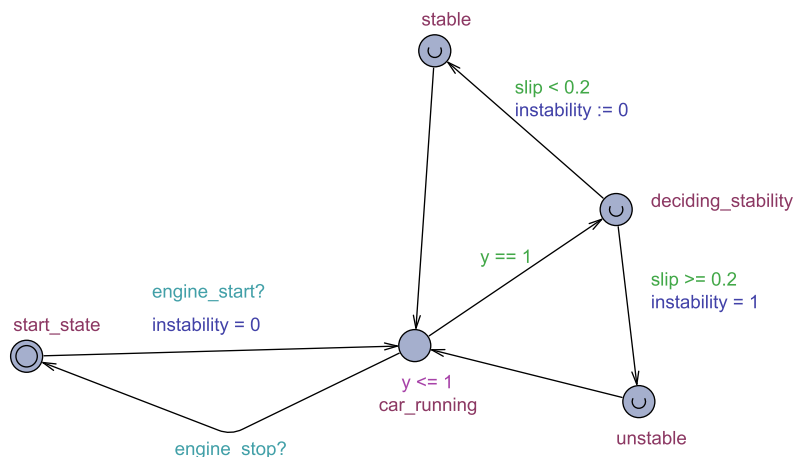 stable
slip < 0.2
instability := 0
deciding_stability
y == 1
slip >= 0.2
instability = 1
engine_start?
instability = 0
start_state
y <= 1
car_running
unstable
engine_stop?